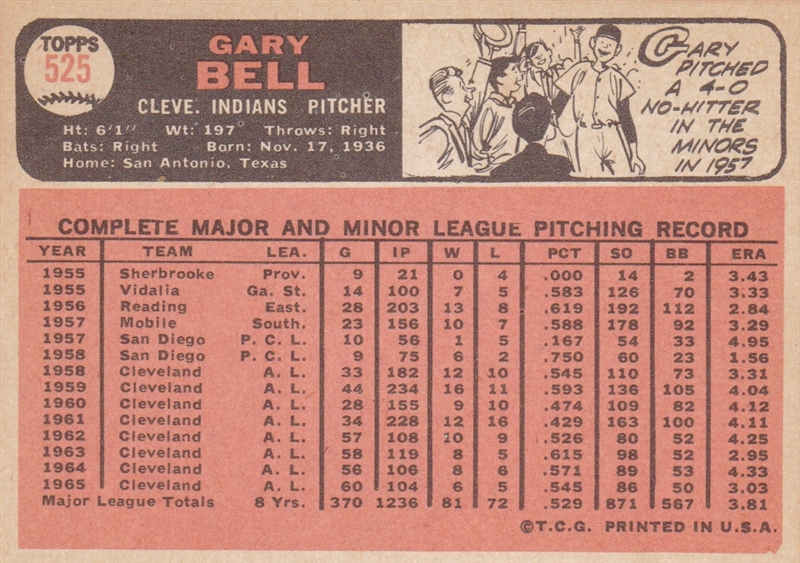 TOPPS
525
GARY
BELL
CLEVE. INDIANS PITCHER
Ht: 6'1" Wt: 197 Throws: Right
Bats: Right Born: Nov. 17, 1936
Home: San Antonio, Texas
GARY
PITCHED
A 4-0
NO-HITTER
IN THE
MINORS
IN 1957
COMPLETE MAJOR AND MINOR LEAGUE PITCHING RECORD
YEAR TEAM LEA. G IP W L PCT SO BB ERA
1955 Sherbrooke Prov. 9 21 0 4 .000 14 2 3.43
1955 Vidalia Ga. St. 14 100 7 5 .583 126 70 3.33
1956 Reading East. 28 203 13 8 .619 192 112 2.84
1957 Mobile South. 23 156 10 7 .588 178 92 3.29
1957 San Diego P. C. L. 10 56 1 5 .167 54 33 4.95
1958 San Diego P. C. L. 9 75 6 2 .750 60 23 1.56
1958 Cleveland A. L. 33 182 12 10 .545 110 73 3.31
1959 Cleveland A. L. 44 234 16 11 .593 136 105 4.04
1960 Cleveland A. L. 28 155 9 10 .474 109 82 4.12
1961 Cleveland A. L. 34 228 12 16 .429 163 100 4.11
1962 Cleveland A. L. 57 108 10 9 .526 80 52 4.25
1963 Cleveland A. L. 58 119 8 5 .615 98 52 2.95
1964 Cleveland A. L. 56 106 8 6 .571 89 53 4.33
1965 Cleveland A. L. 60 104 6 5 .545 86 50 3.03
Major League Totals 8 Yrs. 370 1236 81 72 .529 871 567 3.81
©T.C.G. PRINTED IN U.S.A.